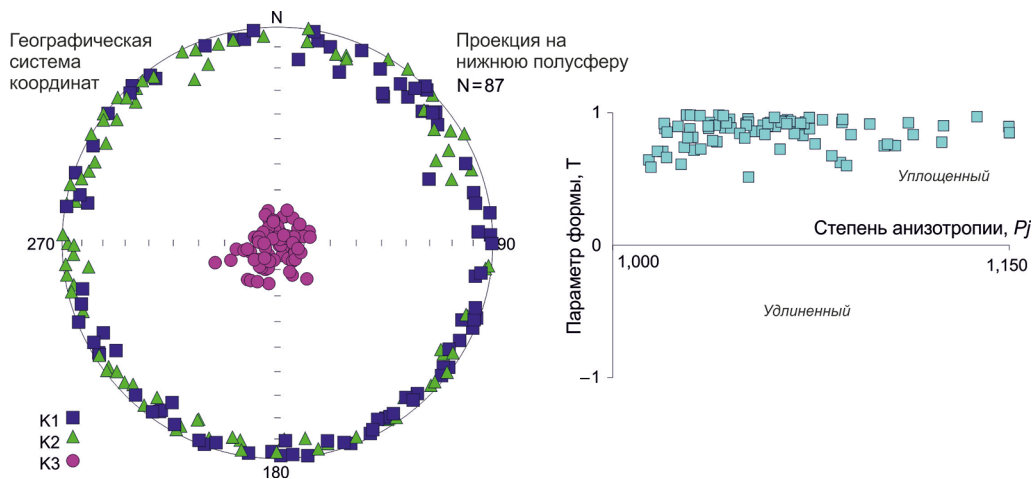 Географическая
система
координат
N
Проекция на
нижнюю полусферу
N = 87
270
90
180
K1
K2
K3
Параметр формы, T
1
0
–1
Уплощенный
Степень анизотропии, Pj
1,000
1,150
Удлиненный